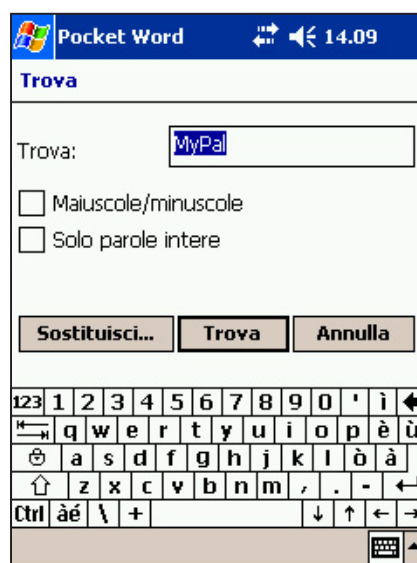 Pocket Word 14.09
Trova
Trova: MyPal
Maiuscole/minuscole
Solo parole intere
Sostituisci... Trova Annulla
123 1 2 3 4 5 6 7 8 9 0 ' ì
q w e r t y u i o p è ù
a s d f g h j k l ò à
z x c v b n m , . -
Ctrl àé \ + ↓ ↑ ← →